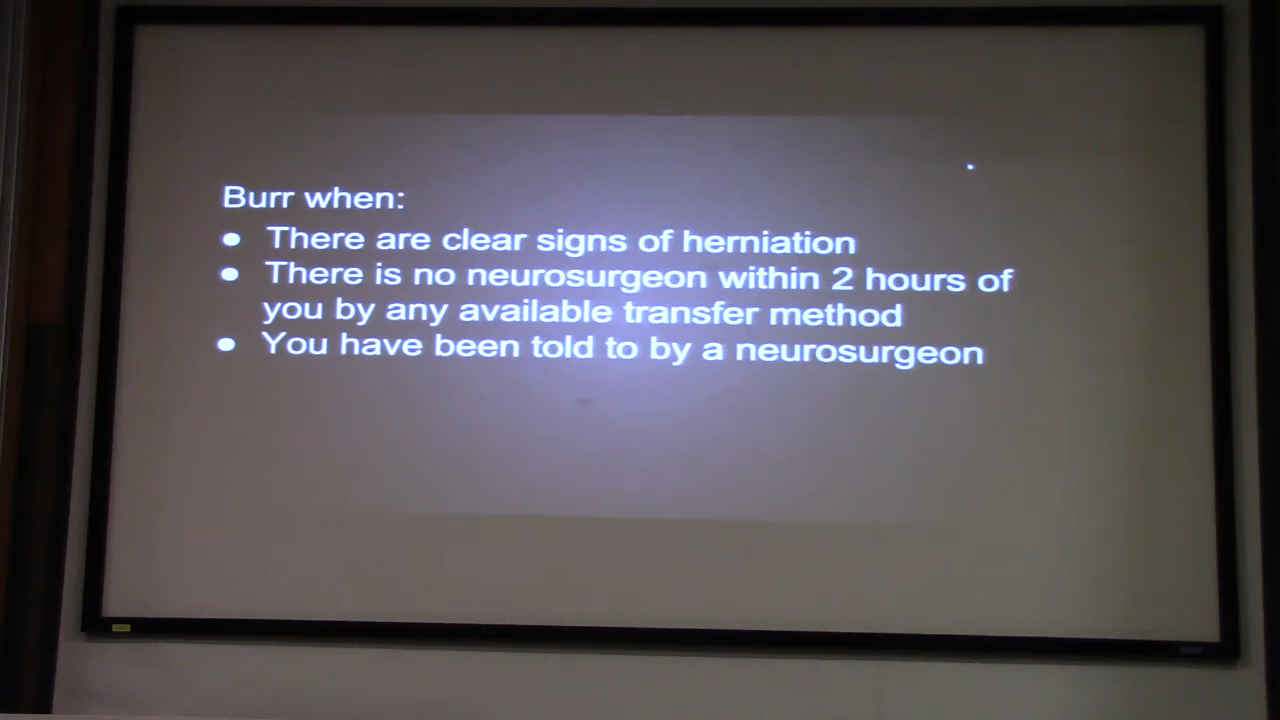 Burr when:
● There are clear signs of herniation
● There is no neurosurgeon within 2 hours of
you by any available transfer method
● You have been told to by a neurosurgeon